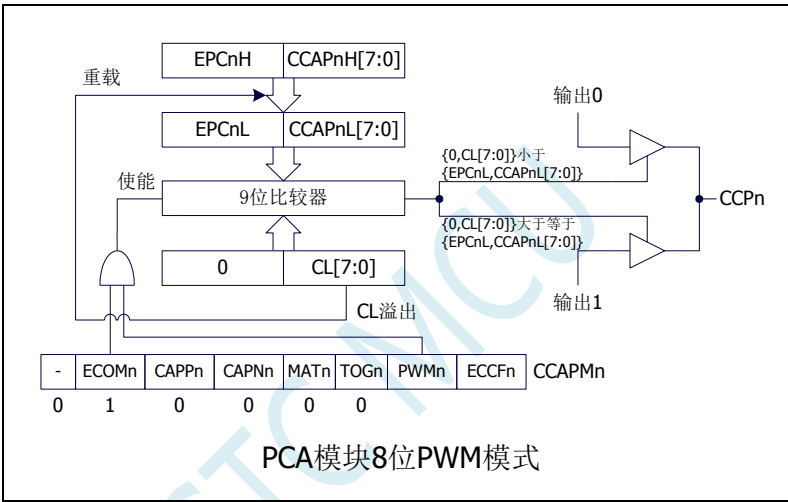 EPCnH CCAPnH[7:0]
重载
输出0
EPCnL CCAPnL[7:0]
{0,CL[7:0]}小于
{EPCnL,CCAPnL[7:0]}
使能
9位比较器
CCPn
{0,CL[7:0]}大于等于
{EPCnL,CCAPnL[7:0]}
0 CL[7:0]
输出1
CL溢出
- ECOMn CAPPn CAPNn MATn TOGn PWMn ECCFn CCAPMn
0 1 0 0 0 0
PCA模块8位PWM模式
STC MCU